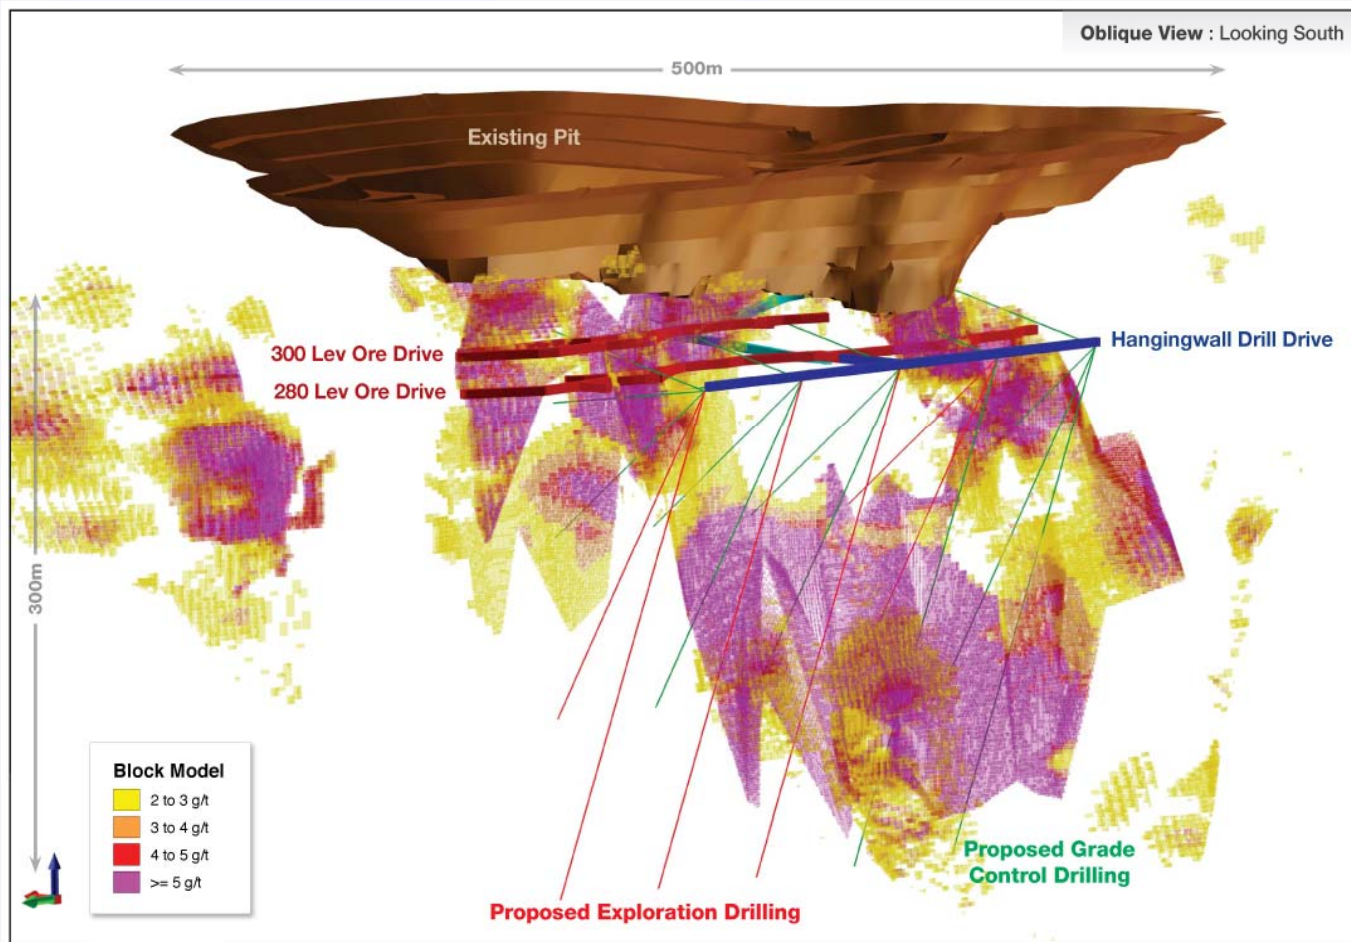 Oblique View : Looking South
500m
Existing Pit
300 Lev Ore Drive
Hangingwall Drill Drive
280 Lev Ore Drive
300m
Block Model
2 to 3 g/t
3 to 4 g/t
4 to 5 g/t
>= 5 g/t
Proposed Grade
Control Drilling
Proposed Exploration Drilling